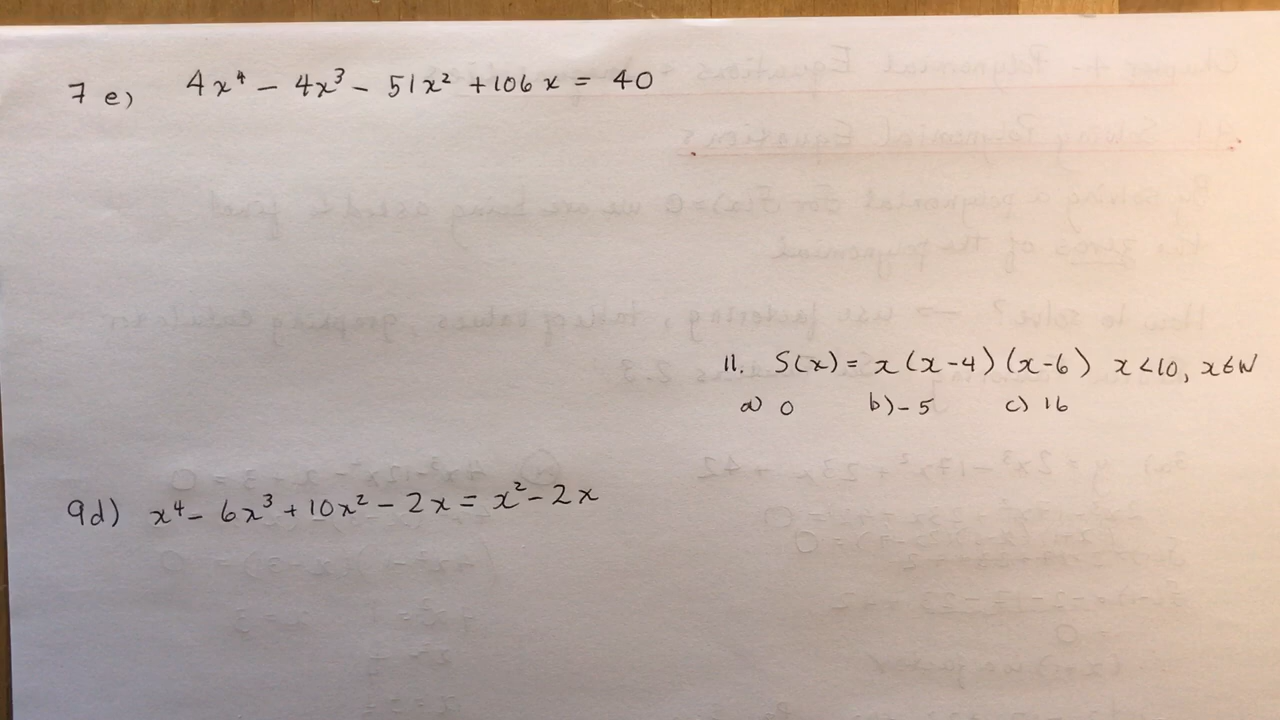 7 e) 4x⁴ - 4x³ - 51x² + 106x = 40
11. S(x) = x(x-4)(x-6) x<10, x∈W
a) 0 b) -5 c) 16
9d) x⁴ - 6x³ + 10x² - 2x = x² - 2x